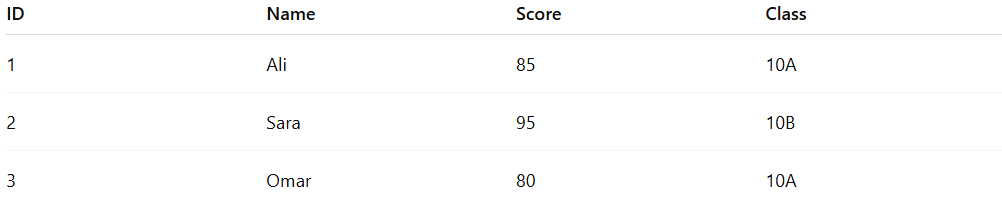 ID Name Score Class
1 Ali 85 10A
2 Sara 95 10B
3 Omar 80 10A